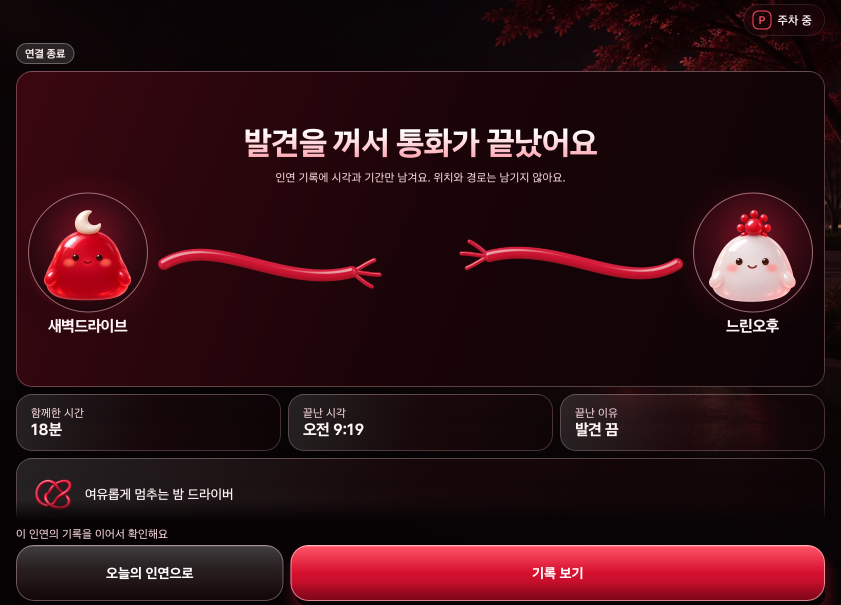 P 주차 중
연결 종료
발견을 꺼서 통화가 끝났어요
인연 기록에 시각과 기간만 남겨요. 위치와 경로는 남기지 않아요.
새벽드라이브
느린오후
함께한 시간
18분
끝난 시각
오전 9:19
끝난 이유
발견 끔
여유롭게 멈추는 밤 드라이버
이 인연의 기록을 이어서 확인해요
오늘의 인연으로
기록 보기